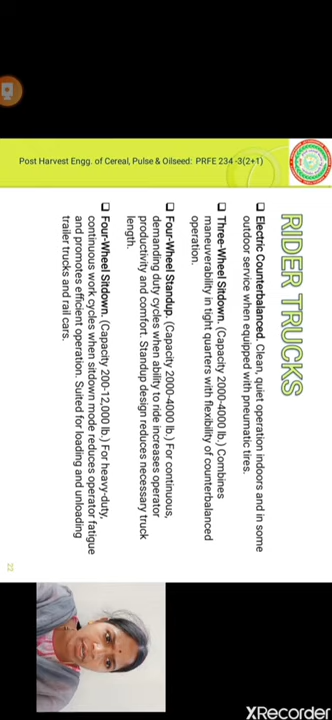 RIDER TRUCKS
❑ Electric Counterbalanced. Clean, quiet operation indoors and in some
outdoor service when equipped with pneumatic tires.
❑ Three-Wheel Sitdown. (Capacity 2000-4000 lb.) Combines
maneuverability in tight quarters with flexibility of counterbalanced
operation.
❑ Four-Wheel Standup. (Capacity 2000-4000 lb.) For continuous,
demanding duty cycles when ability to ride increases operator
productivity and comfort. Standup design reduces necessary truck
length.
❑ Four-Wheel Sitdown. (Capacity 200-12,000 lb.) For heavy-duty,
continuous work cycles when sitdown mode reduces operator fatigue
and promotes efficient operation. Suited for loading and unloading
trailer trucks and rail cars.
Post Harvest Engg. of Cereal, Pulse & Oilseed: PRFE 234 -3(2+1)
22
XRecorder